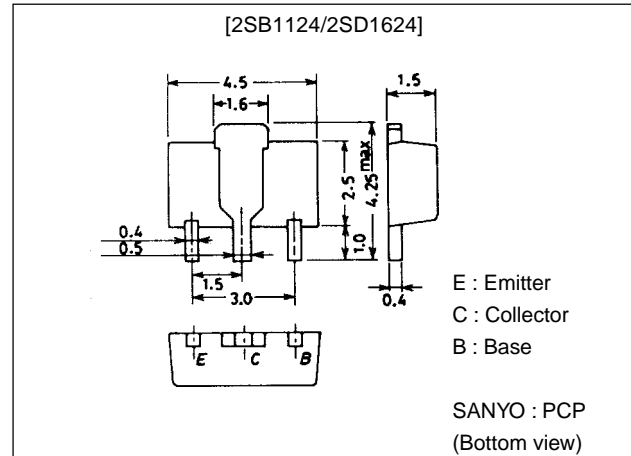 [2SB1124/2SD1624]
4.5
1.6
1.5
2.5
4.25max
1.0
0.4
0.5
1.5
3.0
0.4
E : Emitter
C : Collector
B : Base
E C B
SANYO : PCP
(Bottom view)